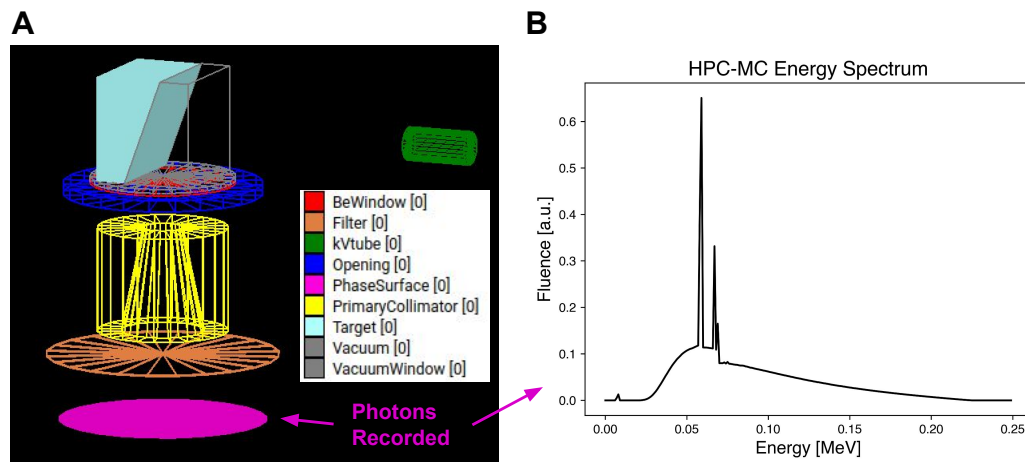 A
B
BeWindow [0]
Filter [0]
kVtube [0]
Opening [0]
PhaseSurface [0]
PrimaryCollimator [0]
Target [0]
Vacuum [0]
VacuumWindow [0]
Photons
Recorded
HPC-MC Energy Spectrum
Fluence [a.u.]
0.6
0.5
0.4
0.3
0.2
0.1
0.0
0.00
0.05
0.10
0.15
0.20
0.25
Energy [MeV]